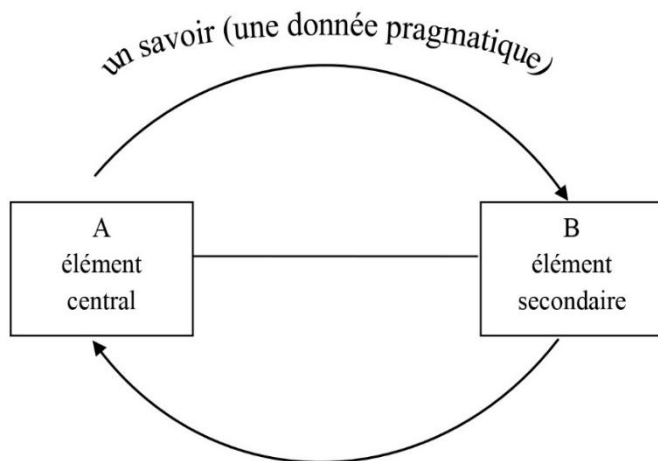 un savoir (une donnée pragmatique)
A
élément
central
B
élément
secondaire